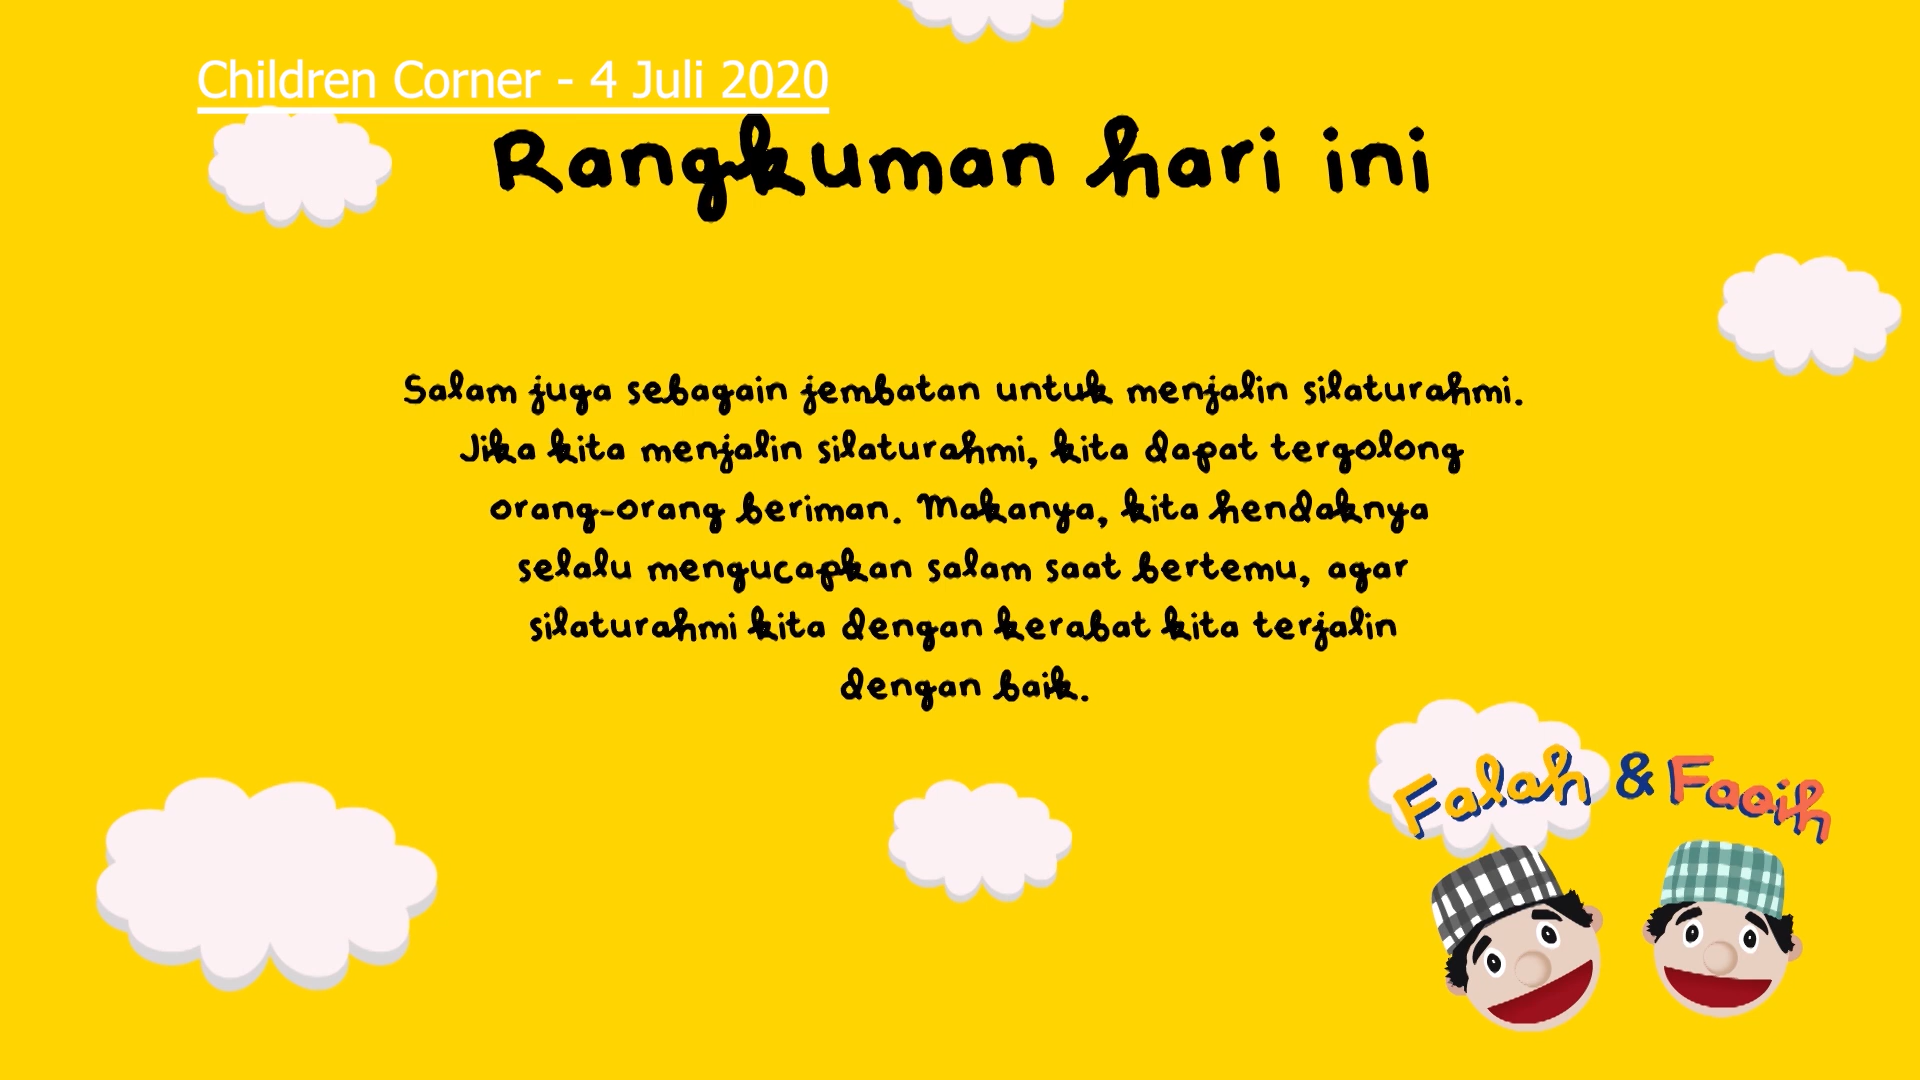 Children Corner - 4 Juli 2020
Rangkuman hari ini
Salam juga sebagain jembatan untuk menjalin silaturahmi.
Jika kita menjalin silaturahmi, kita dapat tergolong
orang-orang beriman. Makanya, kita hendaknya
selalu mengucapkan salam saat bertemu, agar
silaturahmi kita dengan kerabat kita terjalin
dengan baik.
Falah & Faqih